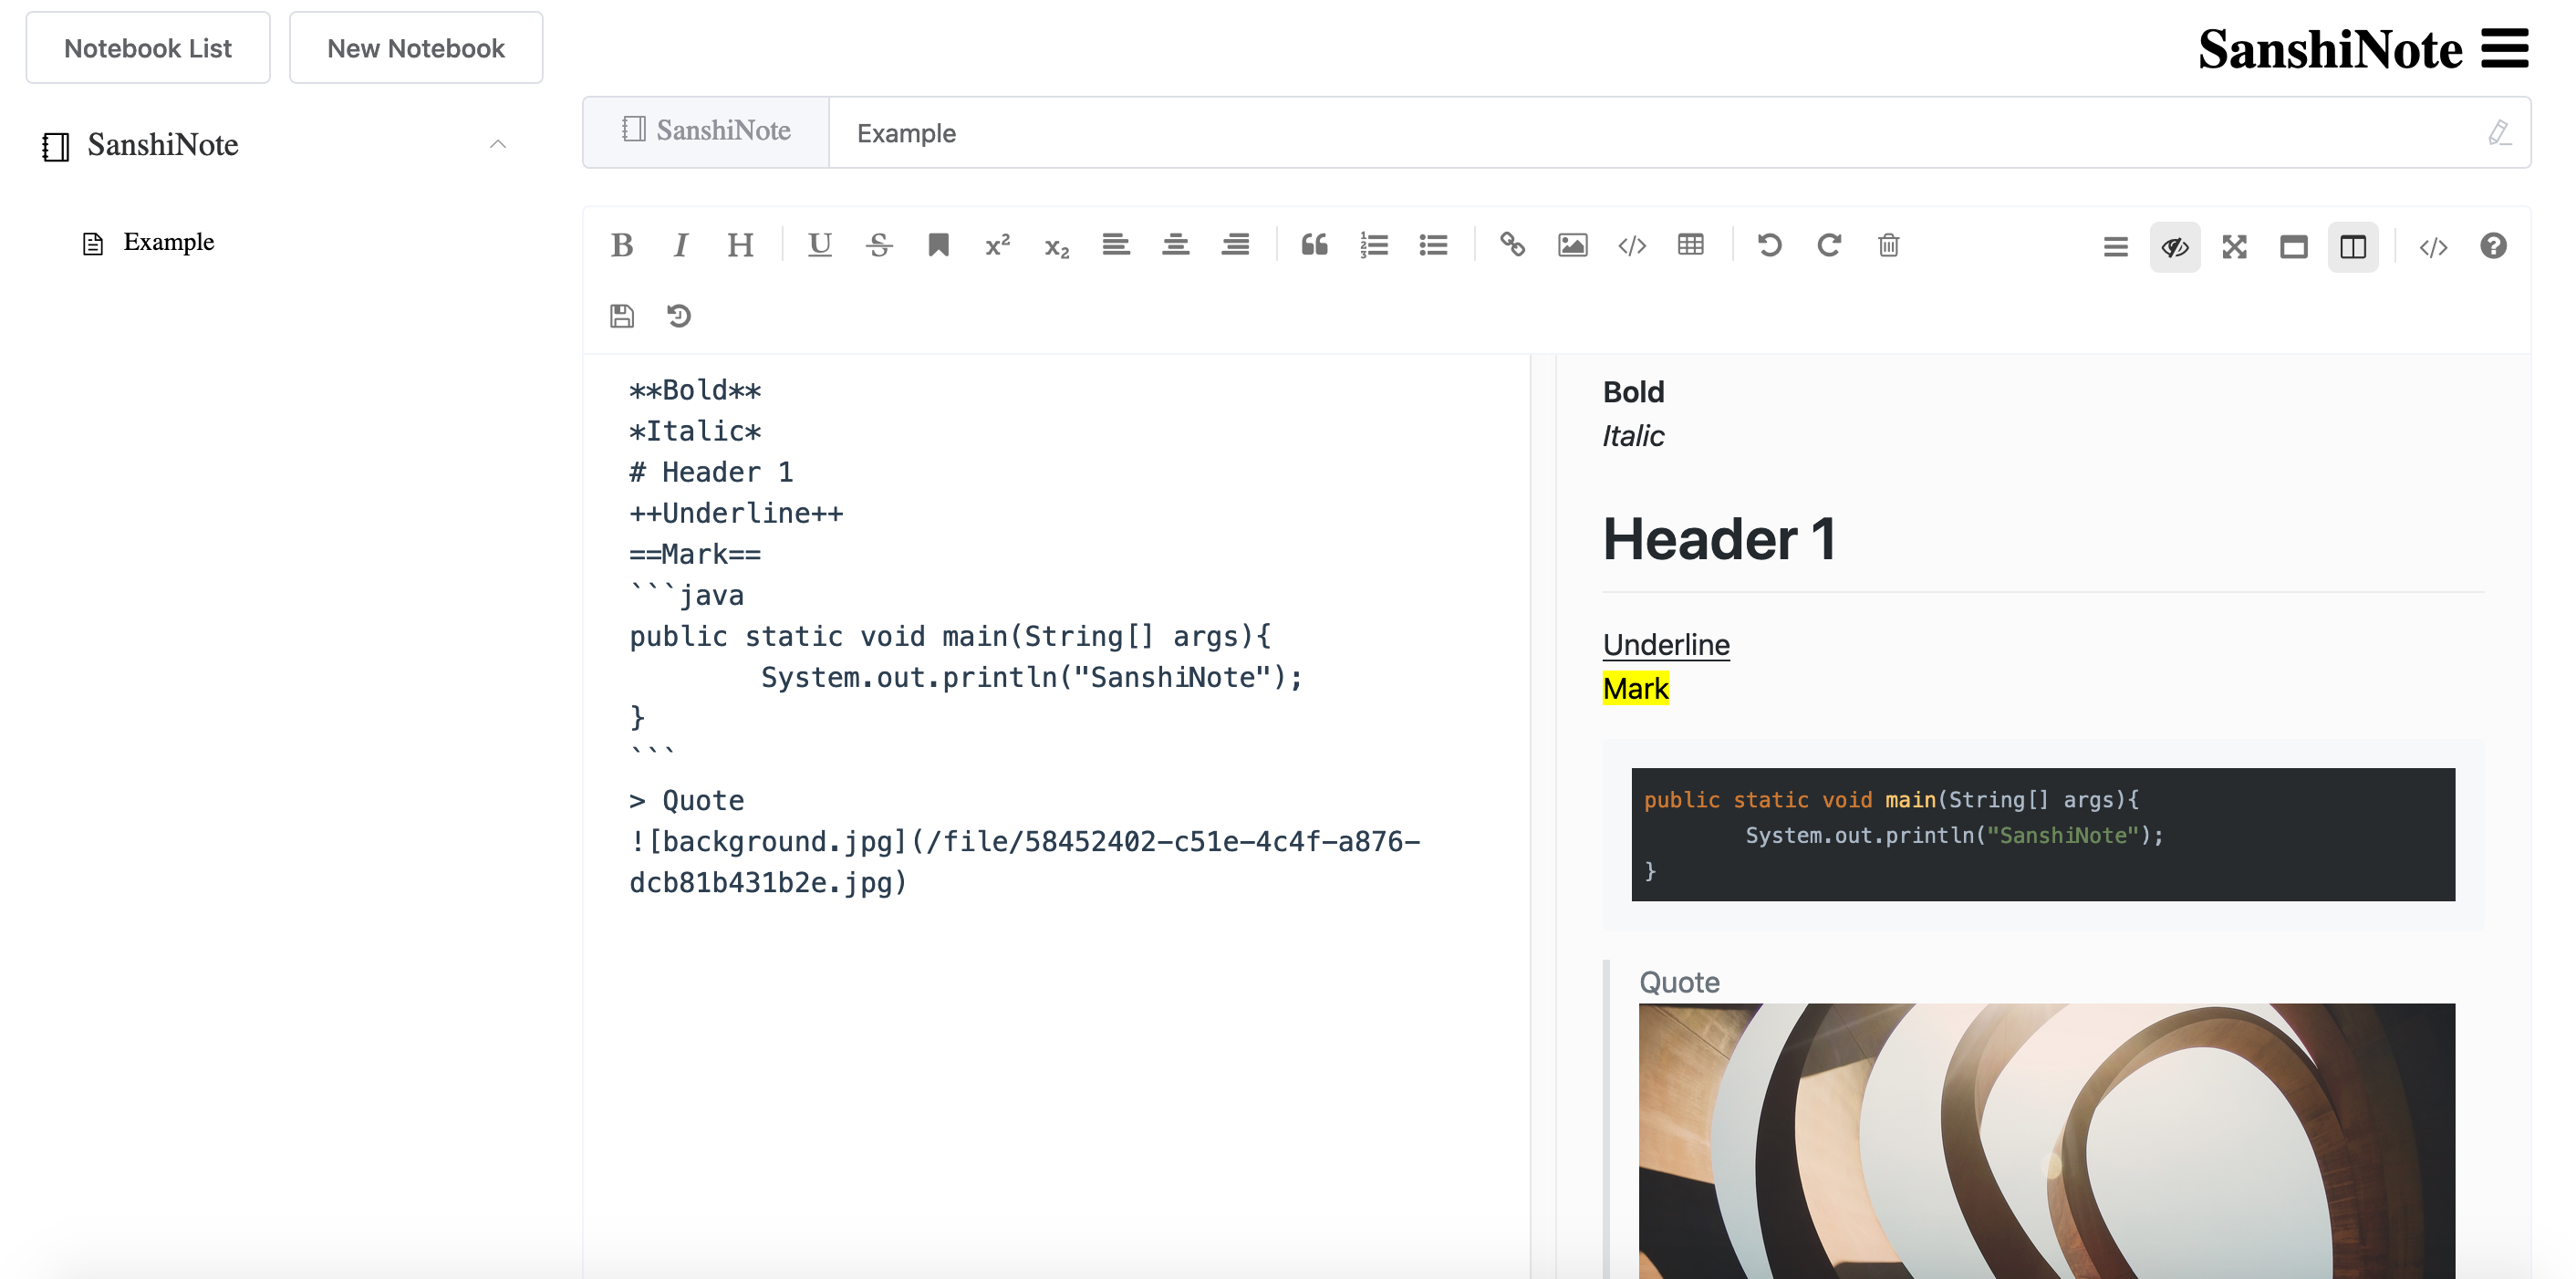 Notebook List
New Notebook
SanshiNote
SanshiNote
SanshiNote
Example
Example
B I H U S x² x₂
**Bold**
*Italic*
# Header 1
++Underline++
==Mark==
```java
public static void main(String[] args){
        System.out.println("SanshiNote");
}
```
> Quote
![background.jpg](/file/58452402-c51e-4c4f-a876-
dcb81b431b2e.jpg)
Bold
Italic
Header 1
Underline
Mark
public static void main(String[] args){
        System.out.println("SanshiNote");
}
Quote